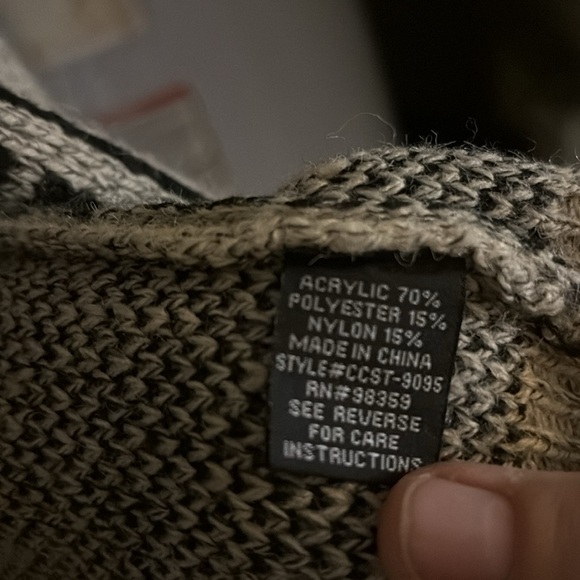 ACRYLIC 70%
POLYESTER 15%
NYLON 15%
MADE IN CHINA
STYLE#CCST-9095
RN#98359
SEE REVERSE
FOR CARE
INSTRUCTIONS